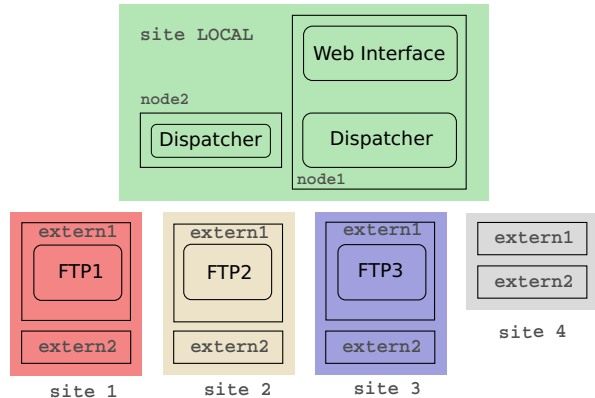 site LOCAL
Web Interface
node2
Dispatcher
Dispatcher
node1
extern1
FTP1
extern2
site 1
extern1
FTP2
extern2
site 2
extern1
FTP3
extern2
site 3
extern1
extern2
site 4